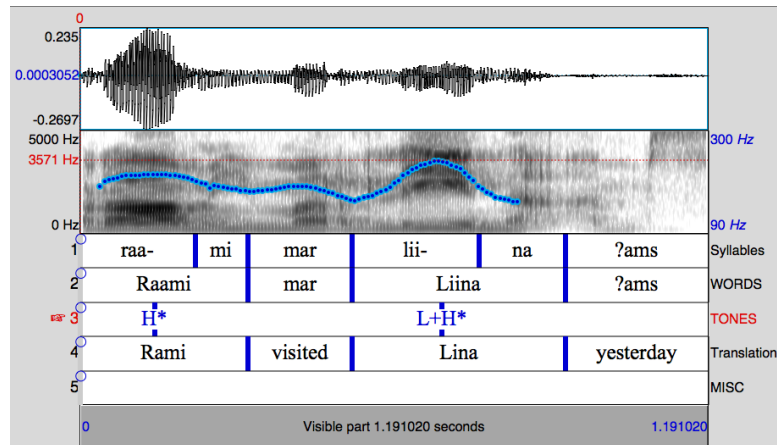 0
0.235
0.0003052
-0.2697
5000 Hz 300 Hz
3571 Hz
0 Hz 90 Hz
1 raa- mi mar lii- na ?ams Syllables
2 Raami mar Liina ?ams WORDS
3 H* L+H* TONES
4 Rami visited Lina yesterday Translation
5 MISC
0 Visible part 1.191020 seconds 1.191020